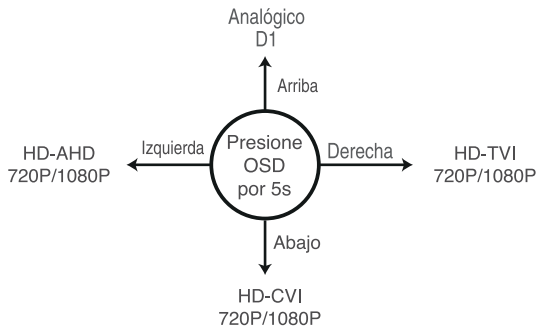 Analógico
D1
Arriba
HD-AHD
720P/1080P
Izquierda
Presione
OSD
por 5s
Derecha
HD-TVI
720P/1080P
Abajo
HD-CVI
720P/1080P